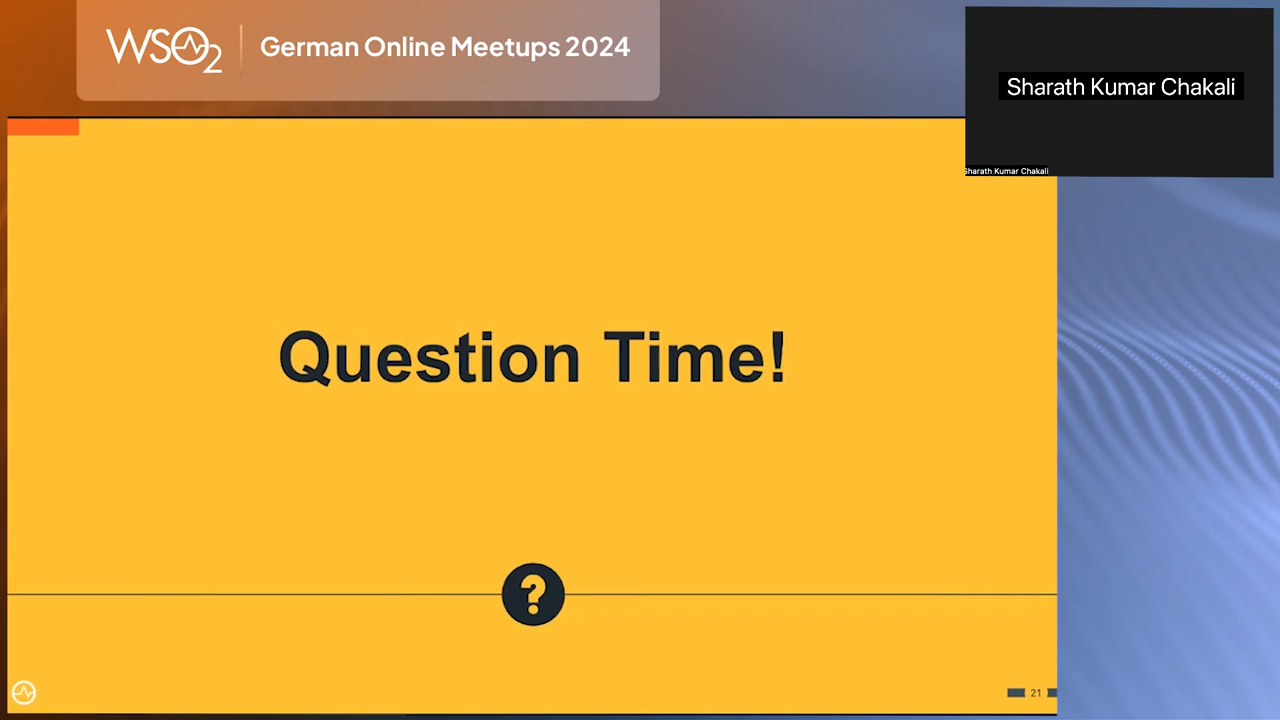 WSO2
German Online Meetups 2024
Sharath Kumar Chakali
Sharath Kumar Chakali
Question Time!
?
21